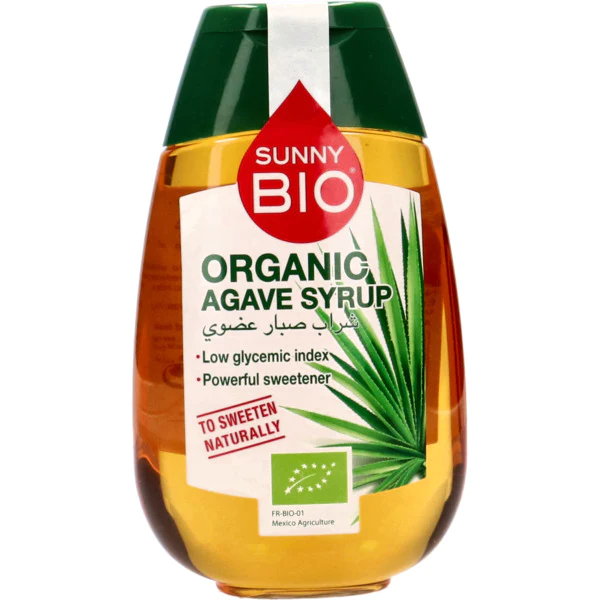 SUNNY
BIO®
ORGANIC
AGAVE SYRUP
شراب صبار عضوي
•Low glycemic index
•Powerful sweetener
TO SWEETEN
NATURALLY
FR-BIO-01
Mexico Agriculture